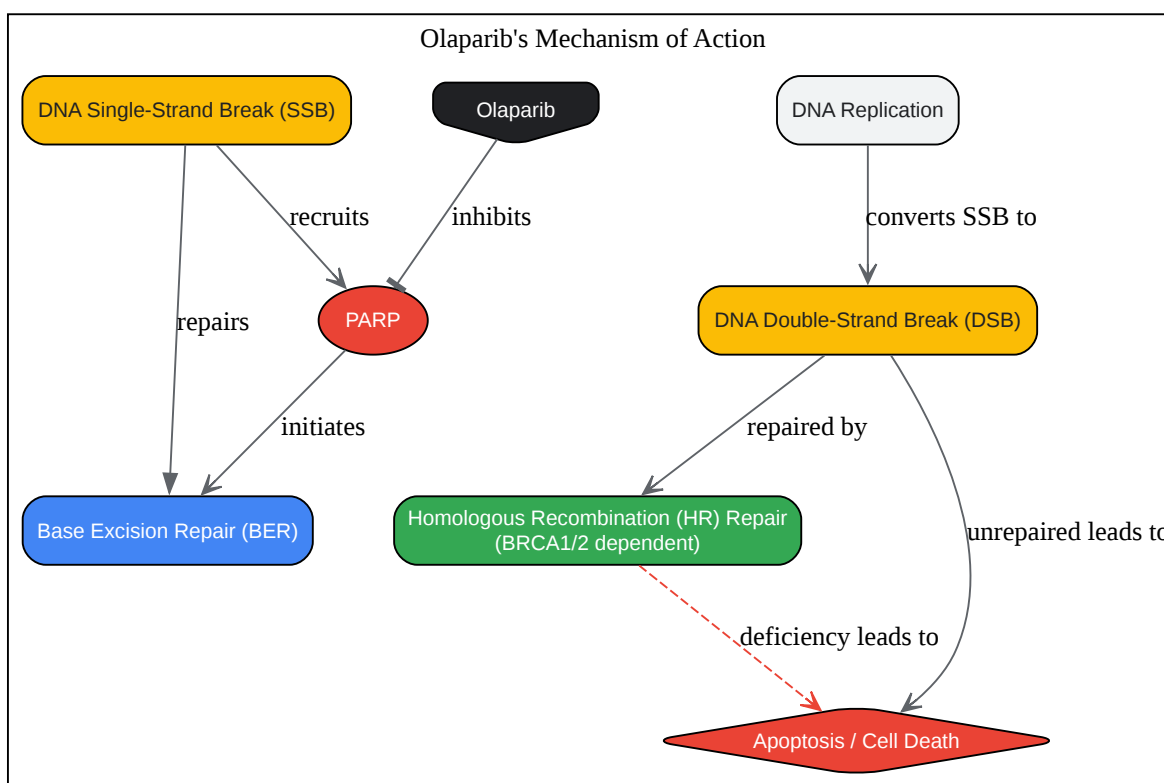 Olaparib's Mechanism of Action
DNA Single-Strand Break (SSB)
Olaparib
DNA Replication
recruits
inhibits
converts SSB to
repairs
PARP
DNA Double-Strand Break (DSB)
initiates
repaired by
Base Excision Repair (BER)
Homologous Recombination (HR) Repair
(BRCA1/2 dependent)
unrepaired leads to
deficiency leads to
Apoptosis / Cell Death